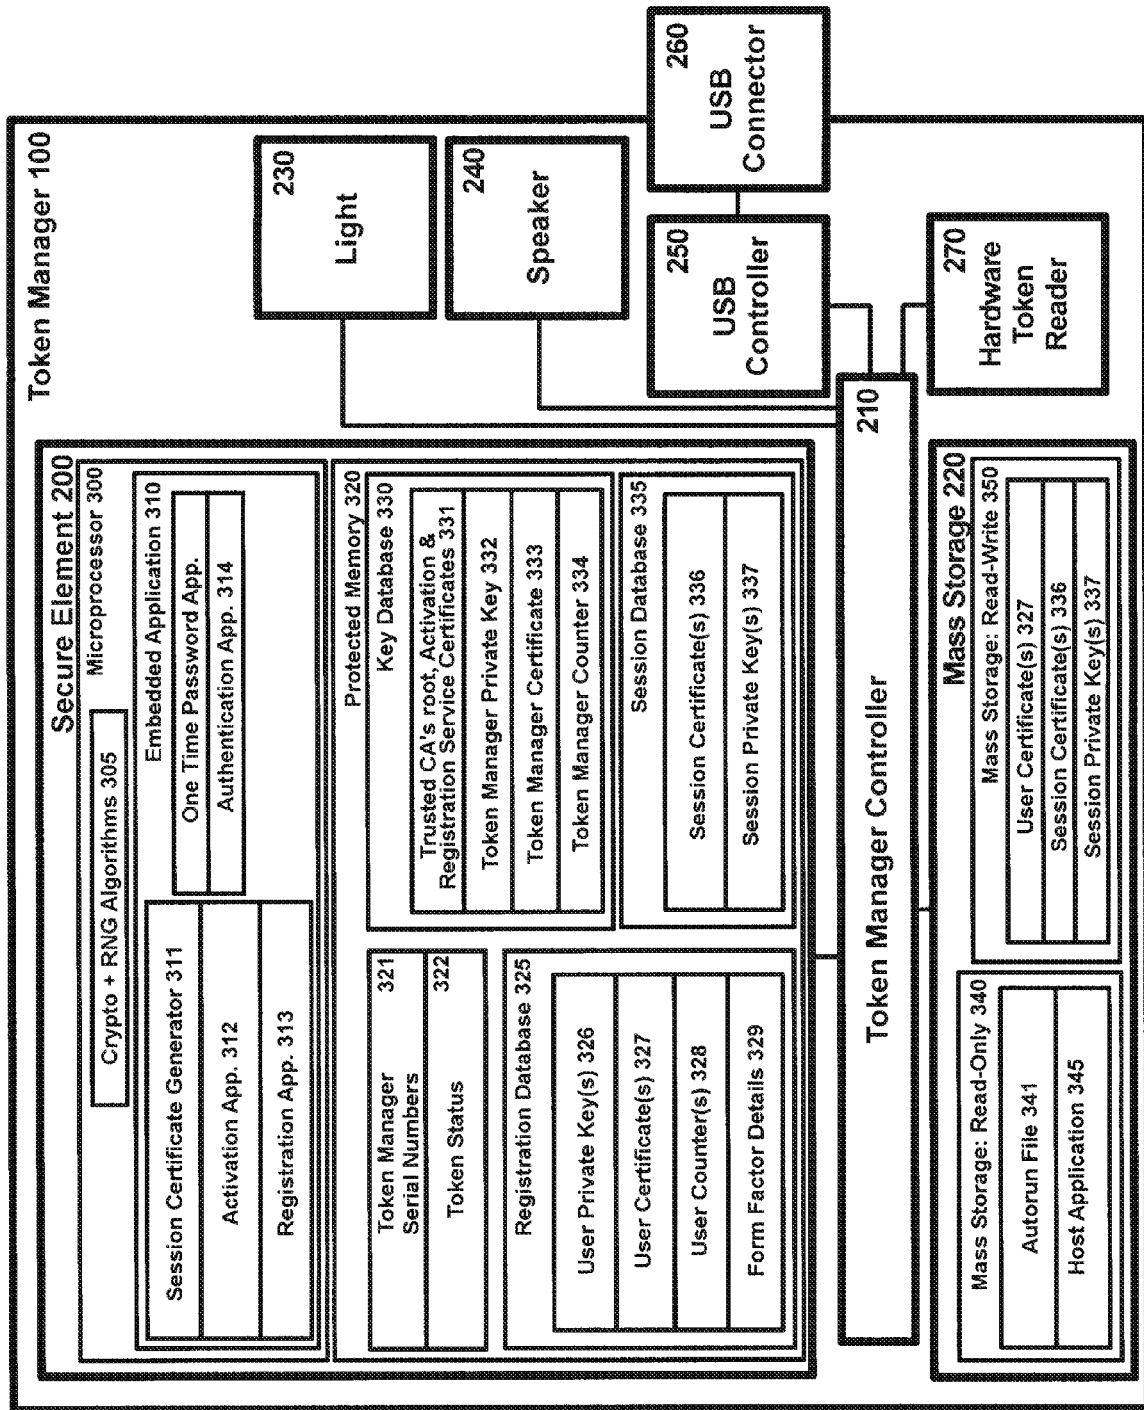 Token Manager 100
Secure Element 200
Microprocessor 300
Crypto + RNG Algorithms 305
Embedded Application 310
Session Certificate Generator 311
Activation App. 312
Registration App. 313
One Time Password App.
Authentication App. 314
Protected Memory 320
Token Manager
Serial Numbers
321
Token Status
322
Registration Database 325
User Private Key(s) 326
User Certificate(s) 327
User Counter(s) 328
Form Factor Details 329
Key Database 330
Trusted CA's root, Activation &
Registration Service Certificates 331
Token Manager Private Key 332
Token Manager Certificate 333
Token Manager Counter 334
Session Database 335
Session Certificate(s) 336
Session Private Key(s) 337
230
Light
240
Speaker
250
USB
Controller
260
USB
Connector
270
Hardware
Token
Reader
Token Manager Controller
210
Mass Storage 220
Mass Storage: Read-Only 340
Autorun File 341
Host Application 345
Mass Storage: Read-Write 350
User Certificate(s) 327
Session Certificate(s) 336
Session Private Key(s) 337